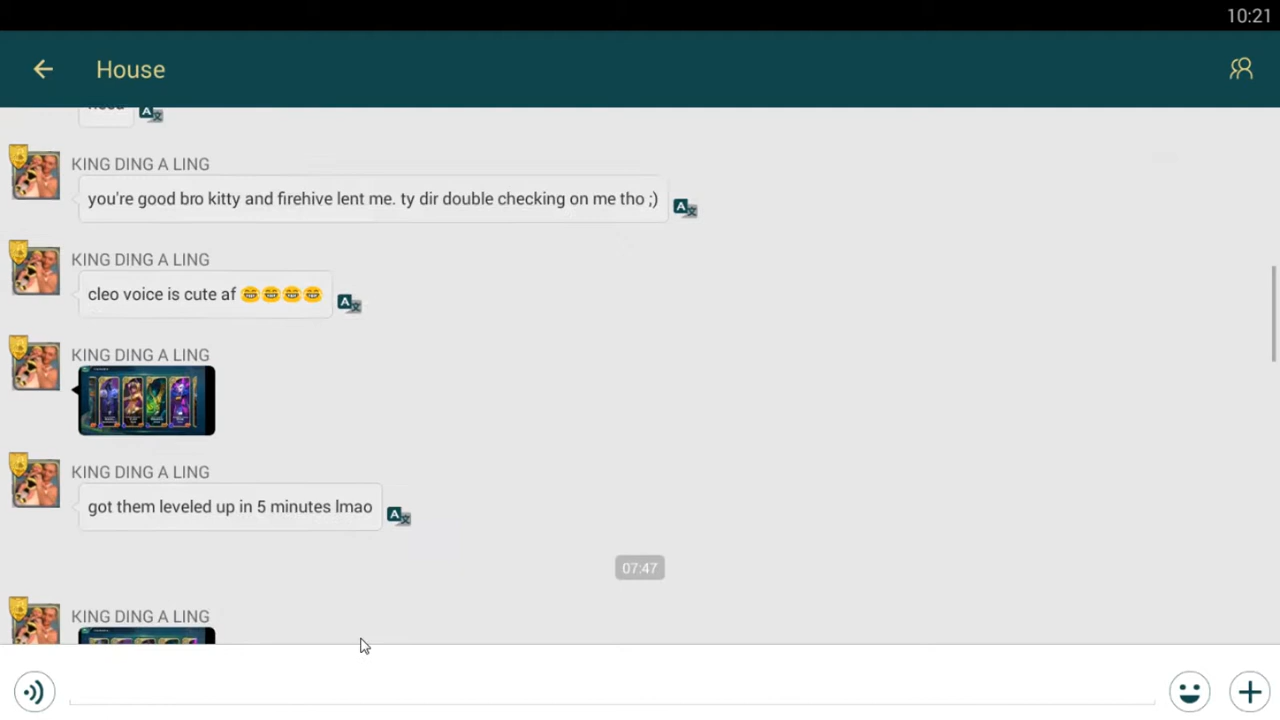 10:21
House
KING DING A LING
you're good bro kitty and firehive lent me. ty dir double checking on me tho ;)
KING DING A LING
cleo voice is cute af 😁😁😁😁
KING DING A LING
KING DING A LING
got them leveled up in 5 minutes lmao
07:47
KING DING A LING